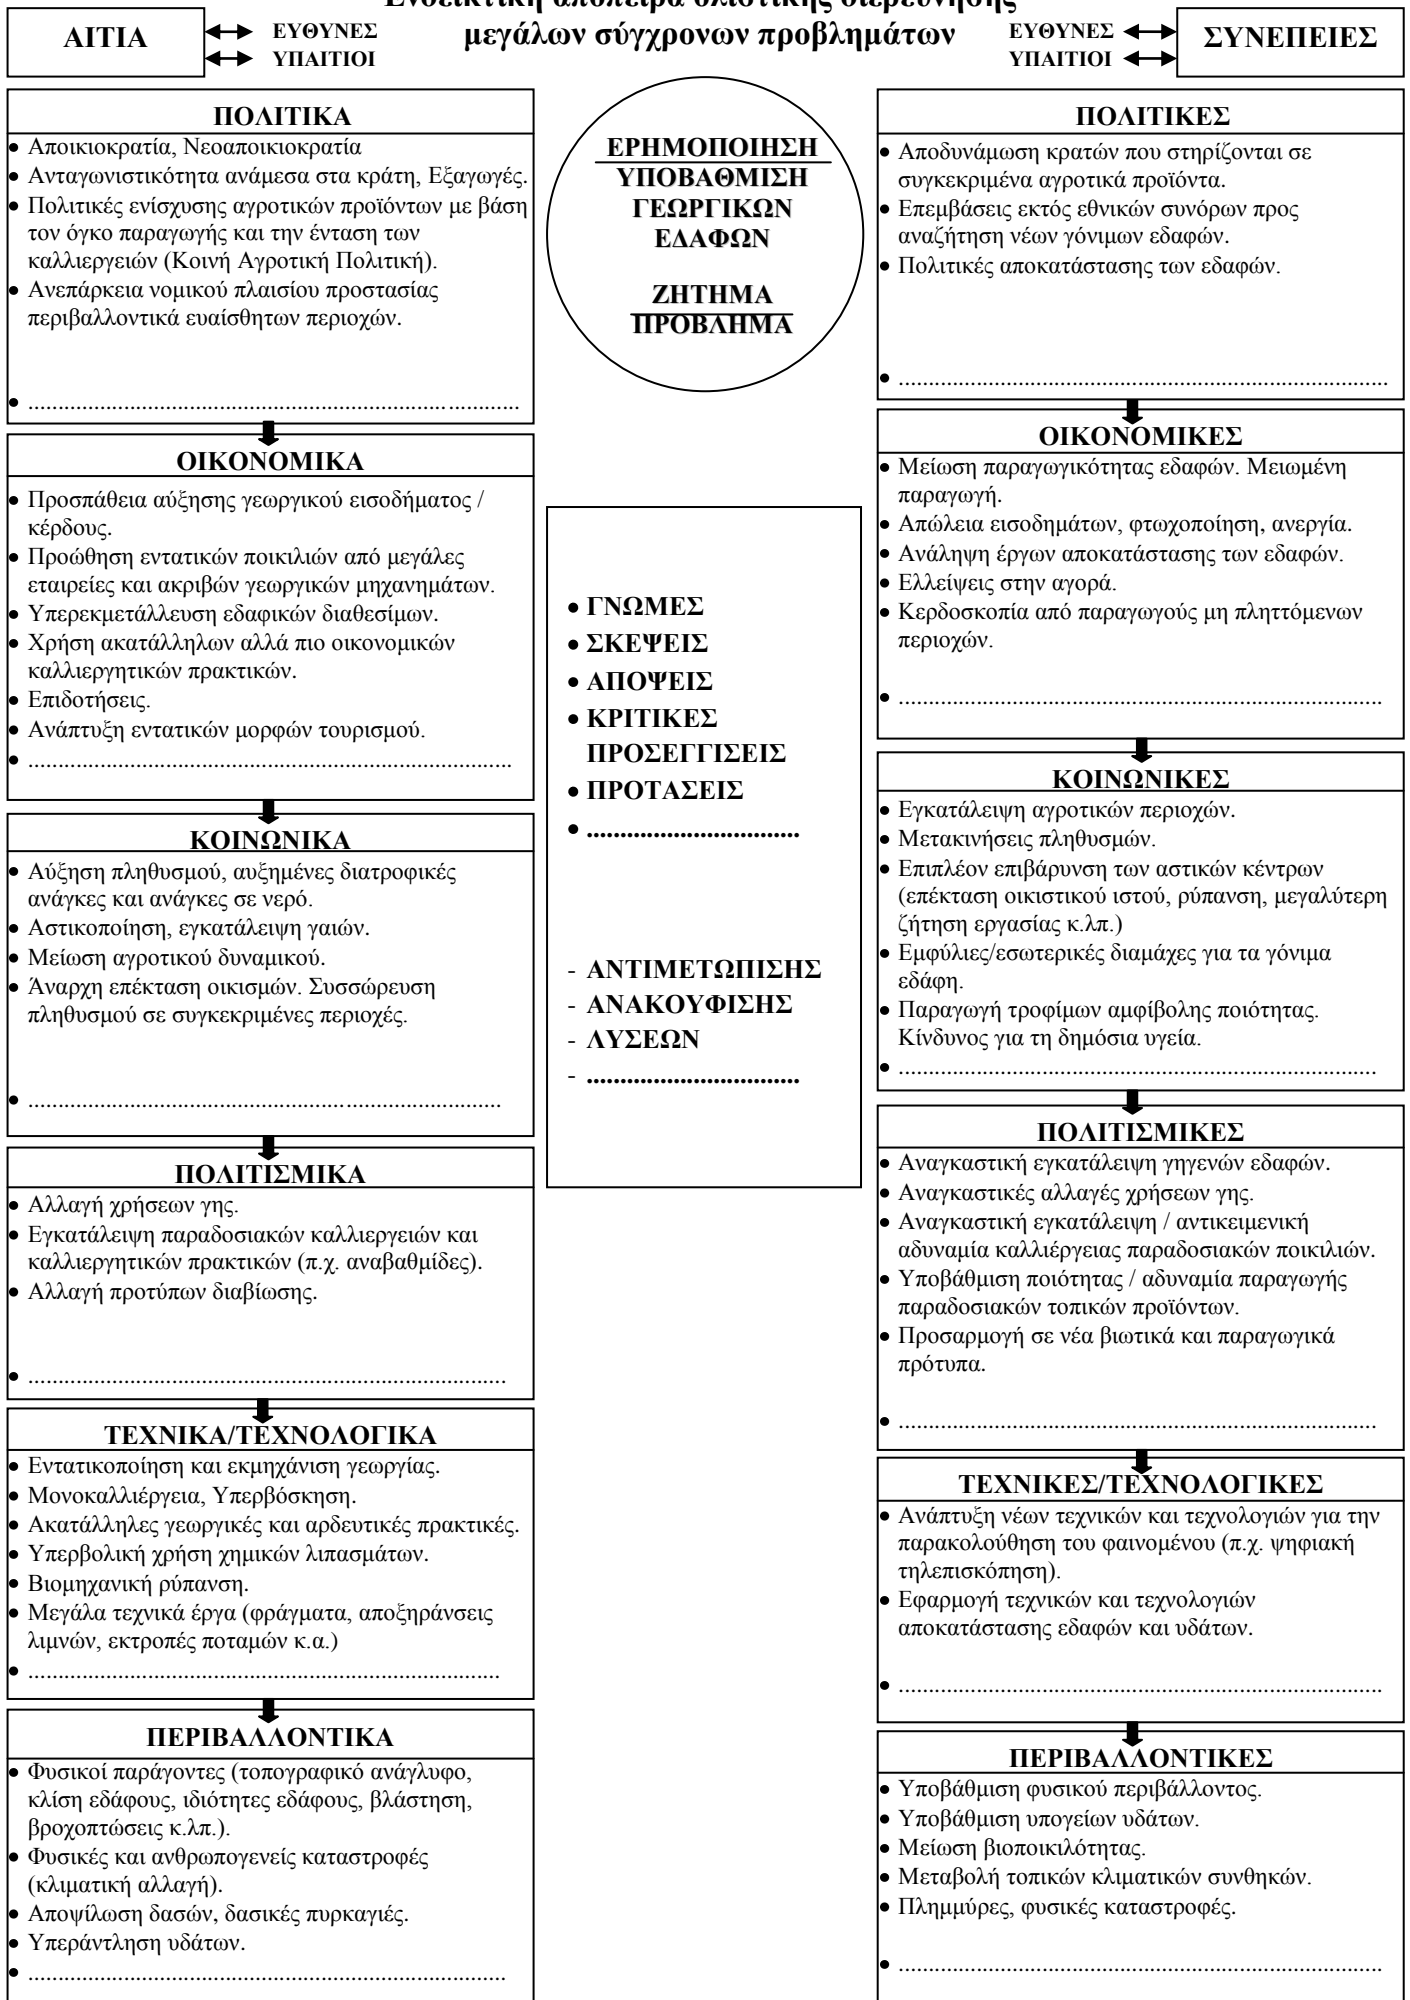 Ενδεικτική απόπειρα ολιστικής διερεύνησης
μεγάλων σύγχρονων προβλημάτων
ΑΙΤΙΑ
ΕΥΘΥΝΕΣ
ΥΠΑΙΤΙΟΙ
ΕΥΘΥΝΕΣ
ΥΠΑΙΤΙΟΙ
ΣΥΝΕΠΕΙΕΣ
ΠΟΛΙΤΙΚΑ
• Αποικιοκρατία, Νεοαποικιοκρατία
• Ανταγωνιστικότητα ανάμεσα στα κράτη, Εξαγωγές.
• Πολιτικές ενίσχυσης αγροτικών προϊόντων με βάση
τον όγκο παραγωγής και την ένταση των
καλλιεργειών (Κοινή Αγροτική Πολιτική).
• Ανεπάρκεια νομικού πλαισίου προστασίας
περιβαλλοντικά ευαίσθητων περιοχών.
• ..................................................................................
ΟΙΚΟΝΟΜΙΚΑ
• Προσπάθεια αύξησης γεωργικού εισοδήματος /
κέρδους.
• Προώθηση εντατικών ποικιλιών από μεγάλες
εταιρείες και ακριβών γεωργικών μηχανημάτων.
• Υπερεκμετάλλευση εδαφικών διαθεσίμων.
• Χρήση ακατάλληλων αλλά πιο οικονομικών
καλλιεργητικών πρακτικών.
• Επιδοτήσεις.
• Ανάπτυξη εντατικών μορφών τουρισμού.
• .................................................................................
ΚΟΙΝΩΝΙΚΑ
• Αύξηση πληθυσμού, αυξημένες διατροφικές
ανάγκες και ανάγκες σε νερό.
• Αστικοποίηση, εγκατάλειψη γαιών.
• Μείωση αγροτικού δυναμικού.
• Άναρχη επέκταση οικισμών. Συσσώρευση
πληθυσμού σε συγκεκριμένες περιοχές.
• ...............................................................................
ΠΟΛΙΤΙΣΜΙΚΑ
• Αλλαγή χρήσεων γης.
• Εγκατάλειψη παραδοσιακών καλλιεργειών και
καλλιεργητικών πρακτικών (π.χ. αναβαθμίδες).
• Αλλαγή προτύπων διαβίωσης.
• ................................................................................
ΤΕΧΝΙΚΑ/ΤΕΧΝΟΛΟΓΙΚΑ
• Εντατικοποίηση και εκμηχάνιση γεωργίας.
• Μονοκαλλιέργεια, Υπερβόσκηση.
• Ακατάλληλες γεωργικές και αρδευτικές πρακτικές.
• Υπερβολική χρήση χημικών λιπασμάτων.
• Βιομηχανική ρύπανση.
• Μεγάλα τεχνικά έργα (φράγματα, αποξηράνσεις
λιμνών, εκτροπές ποταμών κ.α.)
• ...............................................................................
ΠΕΡΙΒΑΛΛΟΝΤΙΚΑ
• Φυσικοί παράγοντες (τοπογραφικό ανάγλυφο,
κλίση εδάφους, ιδιότητες εδάφους, βλάστηση,
βροχοπτώσεις κ.λπ.).
• Φυσικές και ανθρωπογενείς καταστροφές
(κλιματική αλλαγή).
• Αποψίλωση δασών, δασικές πυρκαγιές.
• Υπεράντληση υδάτων.
• ................................................................................
ΕΡΗΜΟΠΟΙΗΣΗ
ΥΠΟΒΑΘΜΙΣΗ
ΓΕΩΡΓΙΚΩΝ
ΕΔΑΦΩΝ
ΖΗΤΗΜΑ
ΠΡΟΒΛΗΜΑ
• ΓΝΩΜΕΣ
• ΣΚΕΨΕΙΣ
• ΑΠΟΨΕΙΣ
• ΚΡΙΤΙΚΕΣ
ΠΡΟΣΕΓΓΙΣΕΙΣ
• ΠΡΟΤΑΣΕΙΣ
• ................................
- ΑΝΤΙΜΕΤΩΠΙΣΗΣ
- ΑΝΑΚΟΥΦΙΣΗΣ
- ΛΥΣΕΩΝ
- ................................
ΠΟΛΙΤΙΚΕΣ
• Αποδυνάμωση κρατών που στηρίζονται σε
συγκεκριμένα αγροτικά προϊόντα.
• Επεμβάσεις εκτός εθνικών συνόρων προς
αναζήτηση νέων γόνιμων εδαφών.
• Πολιτικές αποκατάστασης των εδαφών.
• ..................................................................................
ΟΙΚΟΝΟΜΙΚΕΣ
• Μείωση παραγωγικότητας εδαφών. Μειωμένη
παραγωγή.
• Απώλεια εισοδημάτων, φτωχοποίηση, ανεργία.
• Ανάληψη έργων αποκατάστασης των εδαφών.
• Ελλείψεις στην αγορά.
• Κερδοσκοπία από παραγωγούς μη πληττόμενων
περιοχών.
• .................................................................................
ΚΟΙΝΩΝΙΚΕΣ
• Εγκατάλειψη αγροτικών περιοχών.
• Μετακινήσεις πληθυσμών.
• Επιπλέον επιβάρυνση των αστικών κέντρων
(επέκταση οικιστικού ιστού, ρύπανση, μεγαλύτερη
ζήτηση εργασίας κ.λπ.)
• Εμφύλιες/εσωτερικές διαμάχες για τα γόνιμα
εδάφη.
• Παραγωγή τροφίμων αμφίβολης ποιότητας.
Κίνδυνος για τη δημόσια υγεία.
• ................................................................................
ΠΟΛΙΤΙΣΜΙΚΕΣ
• Αναγκαστική εγκατάλειψη γηγενών εδαφών.
• Αναγκαστικές αλλαγές χρήσεων γης.
• Αναγκαστική εγκατάλειψη / αντικειμενική
αδυναμία καλλιέργειας παραδοσιακών ποικιλιών.
• Υποβάθμιση ποιότητας / αδυναμία παραγωγής
παραδοσιακών τοπικών προϊόντων.
• Προσαρμογή σε νέα βιωτικά και παραγωγικά
πρότυπα.
• ................................................................................
ΤΕΧΝΙΚΕΣ/ΤΕΧΝΟΛΟΓΙΚΕΣ
• Ανάπτυξη νέων τεχνικών και τεχνολογιών για την
παρακολούθηση του φαινομένου (π.χ. ψηφιακή
τηλεπισκόπηση).
• Εφαρμογή τεχνικών και τεχνολογιών
αποκατάστασης εδαφών και υδάτων.
• .................................................................................
ΠΕΡΙΒΑΛΛΟΝΤΙΚΕΣ
• Υποβάθμιση φυσικού περιβάλλοντος.
• Υποβάθμιση υπογείων υδάτων.
• Μείωση βιοποικιλότητας.
• Μεταβολή τοπικών κλιματικών συνθηκών.
• Πλημμύρες, φυσικές καταστροφές.
• .................................................................................